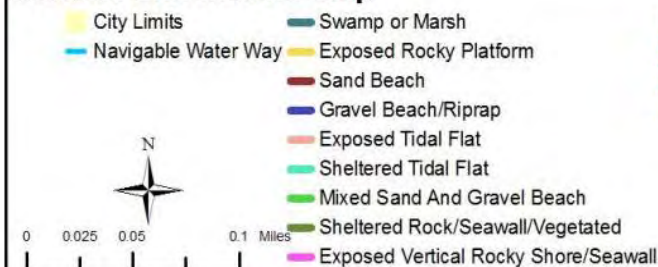 City Limits
Navigable Water Way
Swamp or Marsh
Exposed Rocky Platform
Sand Beach
Gravel Beach/Riprap
Exposed Tidal Flat
Sheltered Tidal Flat
Mixed Sand And Gravel Beach
Sheltered Rock/Seawall/Vegetated
Exposed Vertical Rocky Shore/Seawall
N
0 0.025 0.05 0.1 Miles